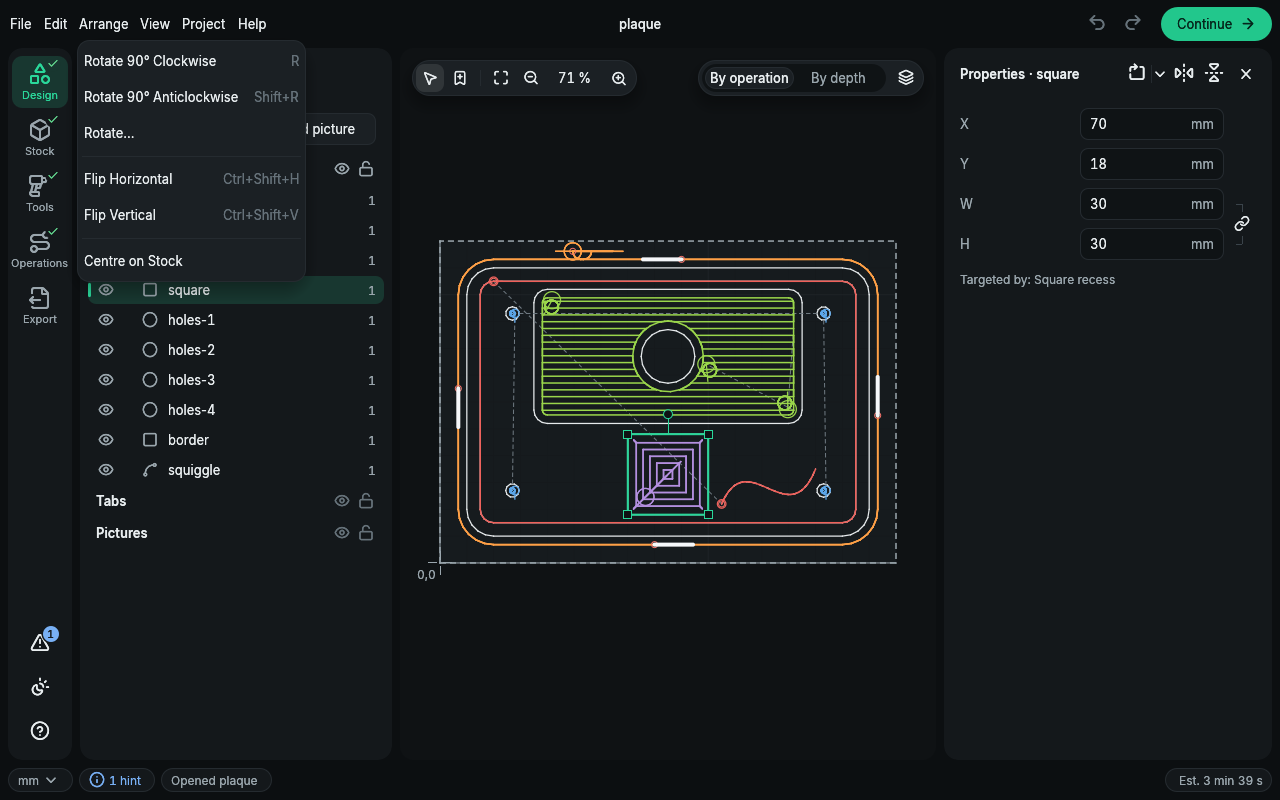 File Edit Arrange View Project Help
plaque
Continue
Design
Stock
Tools
Operations
Export
1
Rotate 90° Clockwise R
Rotate 90° Anticlockwise Shift+R
Rotate...
Flip Horizontal Ctrl+Shift+H
Flip Vertical Ctrl+Shift+V
Centre on Stock
picture
1
1
1
square 1
holes-1 1
holes-2 1
holes-3 1
holes-4 1
border 1
squiggle 1
Tabs
Pictures
71 %
By operation By depth
0,0
Properties · square
X 70 mm
Y 18 mm
W 30 mm
H 30 mm
Targeted by: Square recess
mm
1 hint
Opened plaque
Est. 3 min 39 s